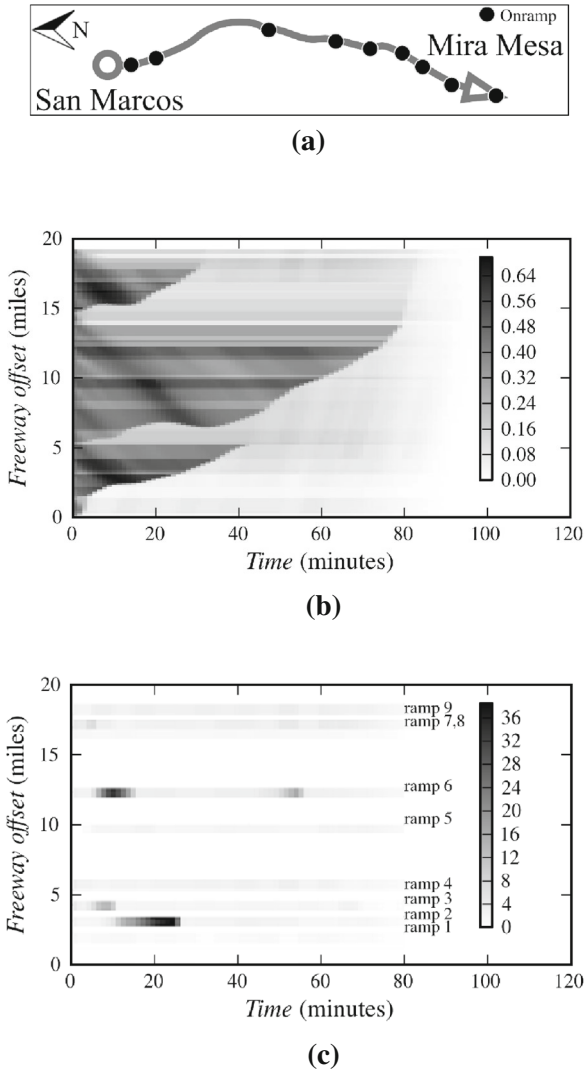 N
Onramp
Mira Mesa
San Marcos
(a)
20
15
10
5
0
Freeway offset (miles)
0.64
0.56
0.48
0.40
0.32
0.24
0.16
0.08
0.00
0 20 40 60 80 100 120
Time (minutes)
(b)
20
15
10
5
0
Freeway offset (miles)
ramp 9
ramp 7,8
ramp 6
ramp 5
ramp 4
ramp 3
ramp 2
ramp 1
36
32
28
24
20
16
12
8
4
0
0 20 40 60 80 100 120
Time (minutes)
(c)